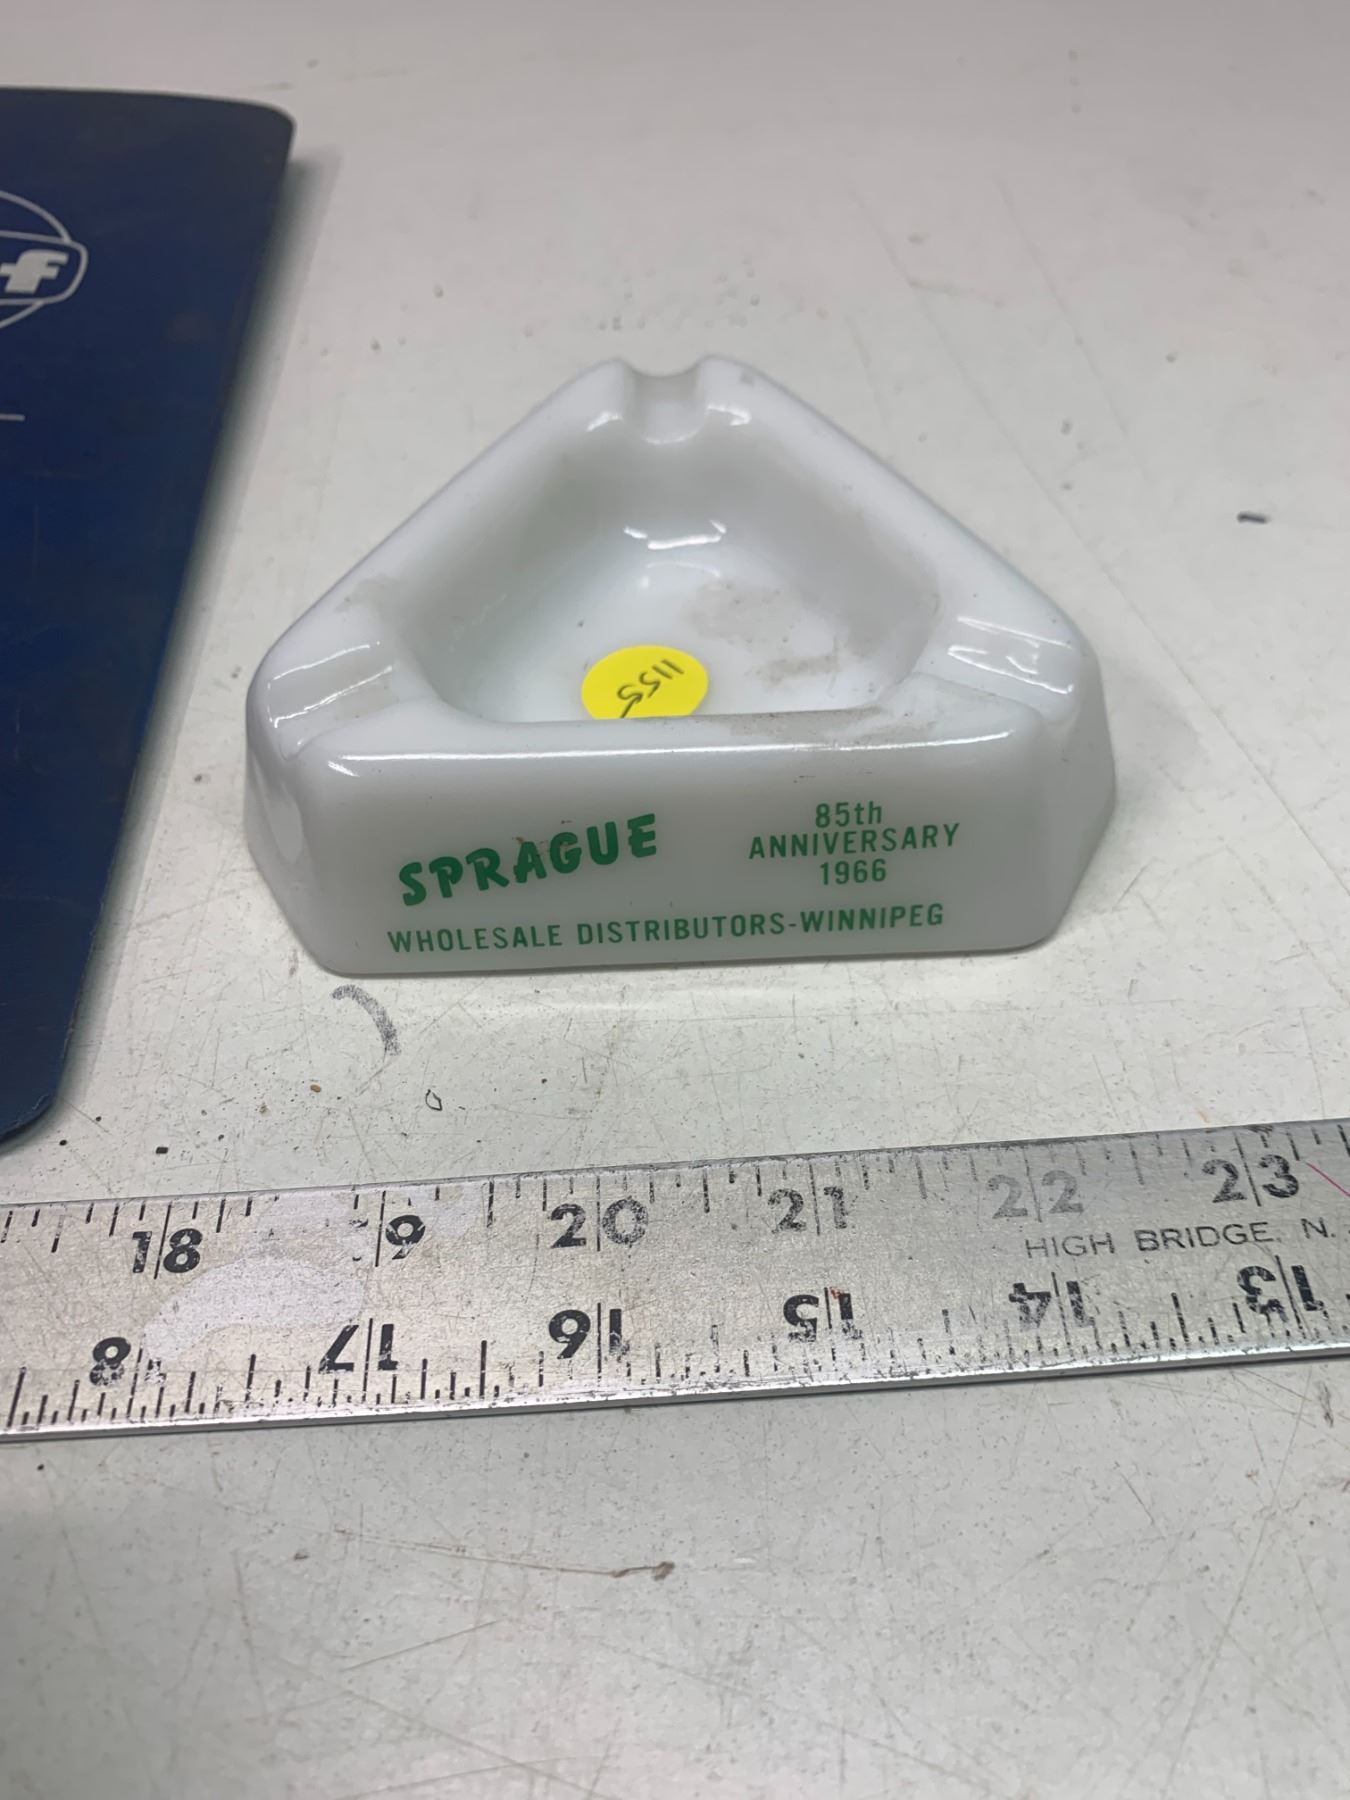 f
1155
SPRAGUE
85th
ANNIVERSARY
1966
WHOLESALE DISTRIBUTORS-WINNIPEG
18 19 20 21 22 23
HIGH BRIDGE, N.
18 17 16 15 14 13